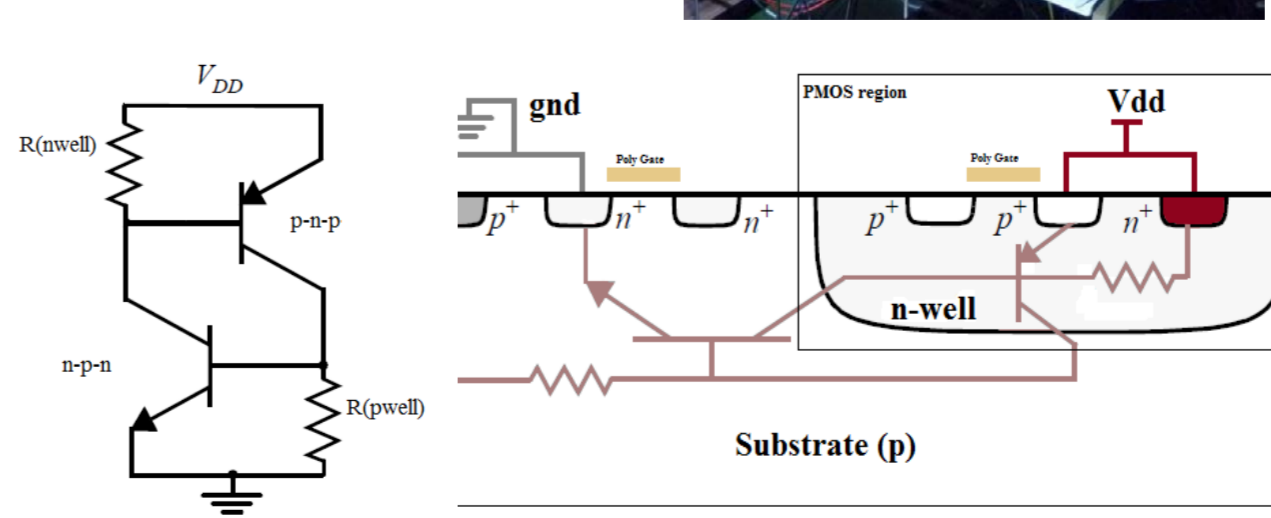 V_DD
R(nwell)
p-n-p
n-p-n
R(pwell)
gnd
PMOS region
Vdd
Poly Gate
Poly Gate
p+
n+
n+
p+
p+
n+
n-well
Substrate (p)